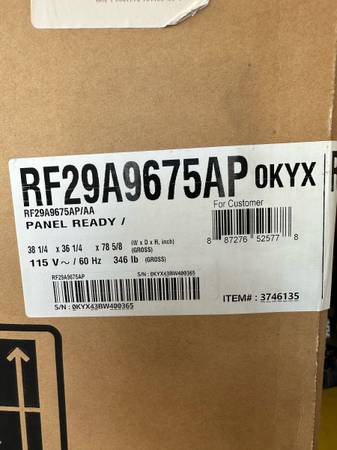 RF29A9675AP 0KYX
RF29A9675AP/AA
For Customer
PANEL READY /
8 87276 52577 8
38 1/4 x 36 1/4 x 78 5/8 (W x D x H, inch) (GROSS)
115 V ~ / 60 Hz 346 lb (GROSS)
RF29A9675AP
S/N : 0KYX43BW400365
S/N : 0KYX43BW400365
ITEM# : 3746135